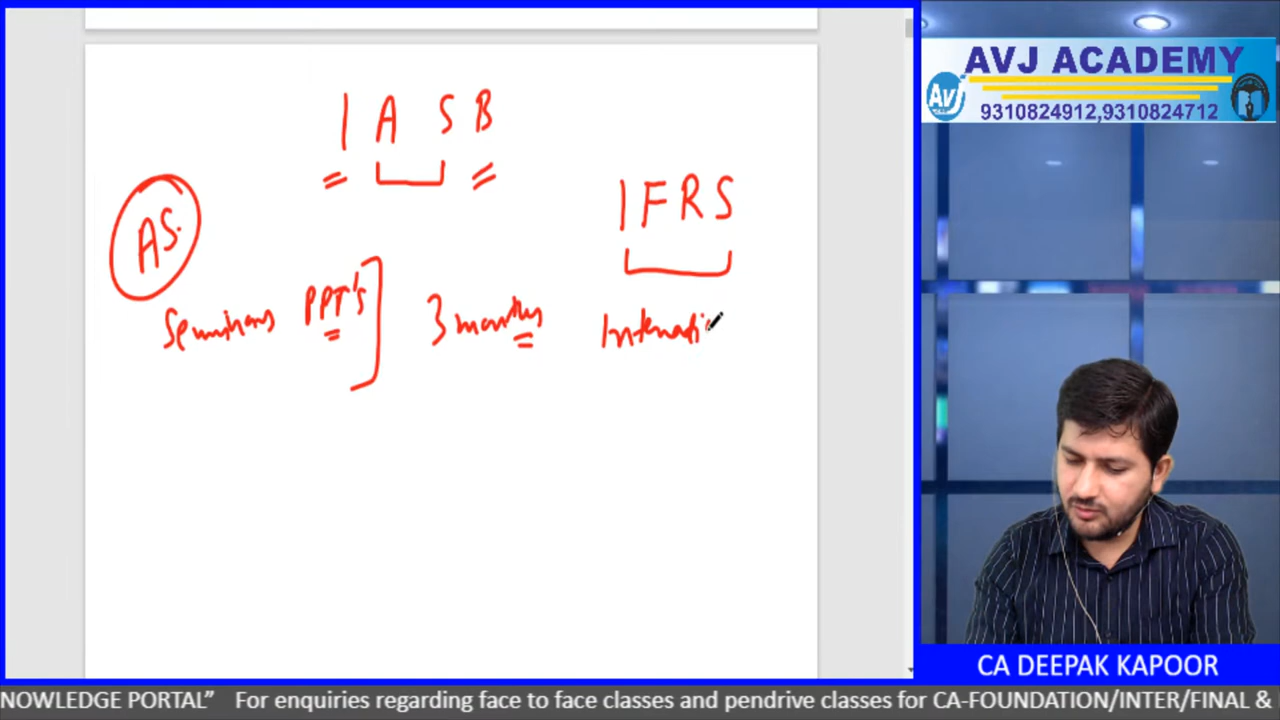 I A S B
AS.
IFRS
Seminars PPT's 3 months Internati
AVJ ACADEMY
AV
9310824912,9310824712
CA DEEPAK KAPOOR
NOWLEDGE PORTAL” For enquiries regarding face to face classes and pendrive classes for CA-FOUNDATION/INTER/FINAL &